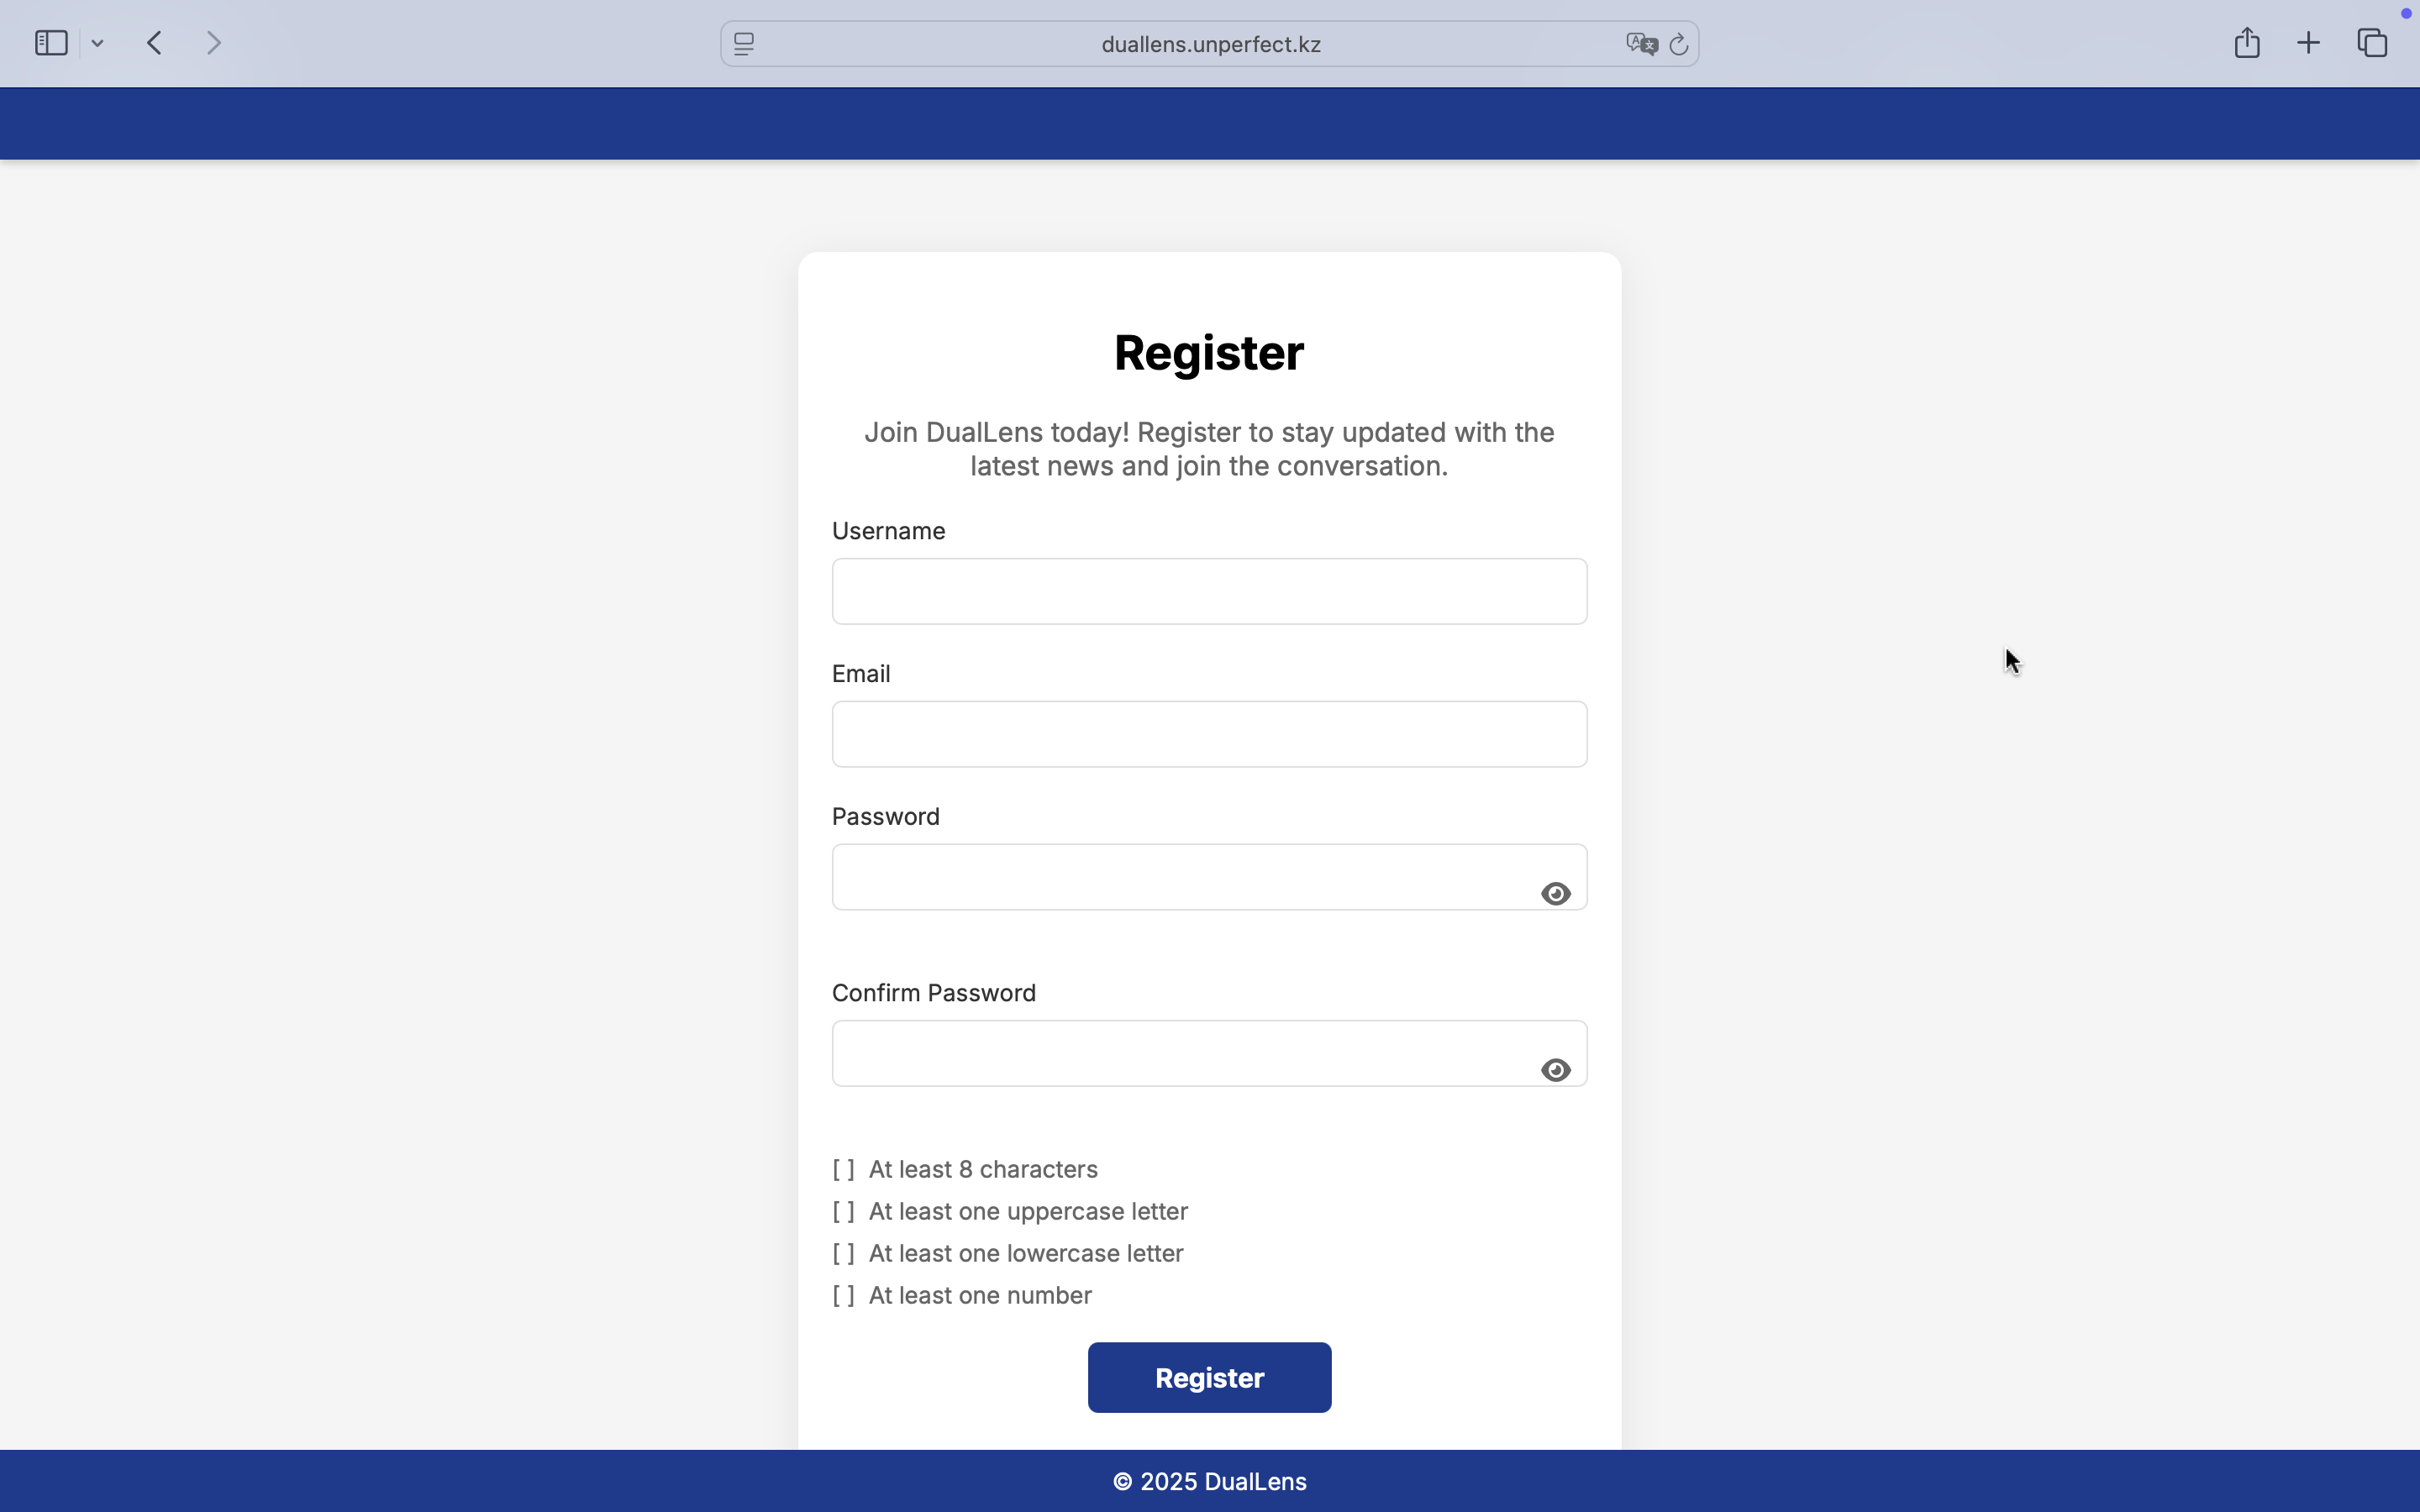 duallens.unperfect.kz
Register
Join DualLens today! Register to stay updated with the
latest news and join the conversation.
Username
Email
Password
Confirm Password
[ ] At least 8 characters
[ ] At least one uppercase letter
[ ] At least one lowercase letter
[ ] At least one number
Register
© 2025 DualLens